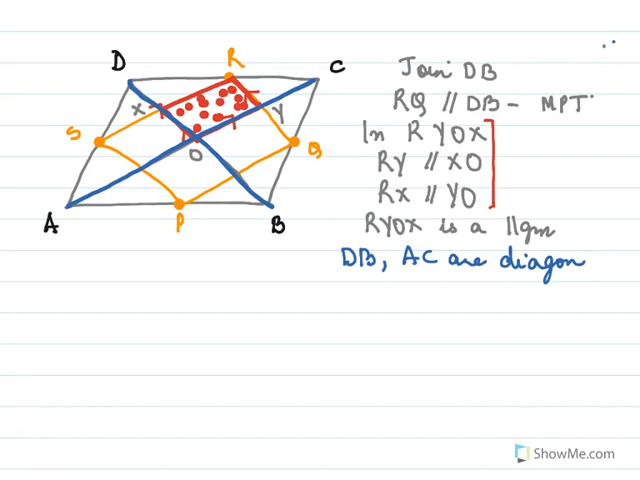 D
R
C
X
Y
S
O
Q
A
P
B
Join DB
RQ // DB - MPT
In R YOX
RY // XO
Rx // YO
RYOX is a llgm
DB, AC are diagon
ShowMe.com